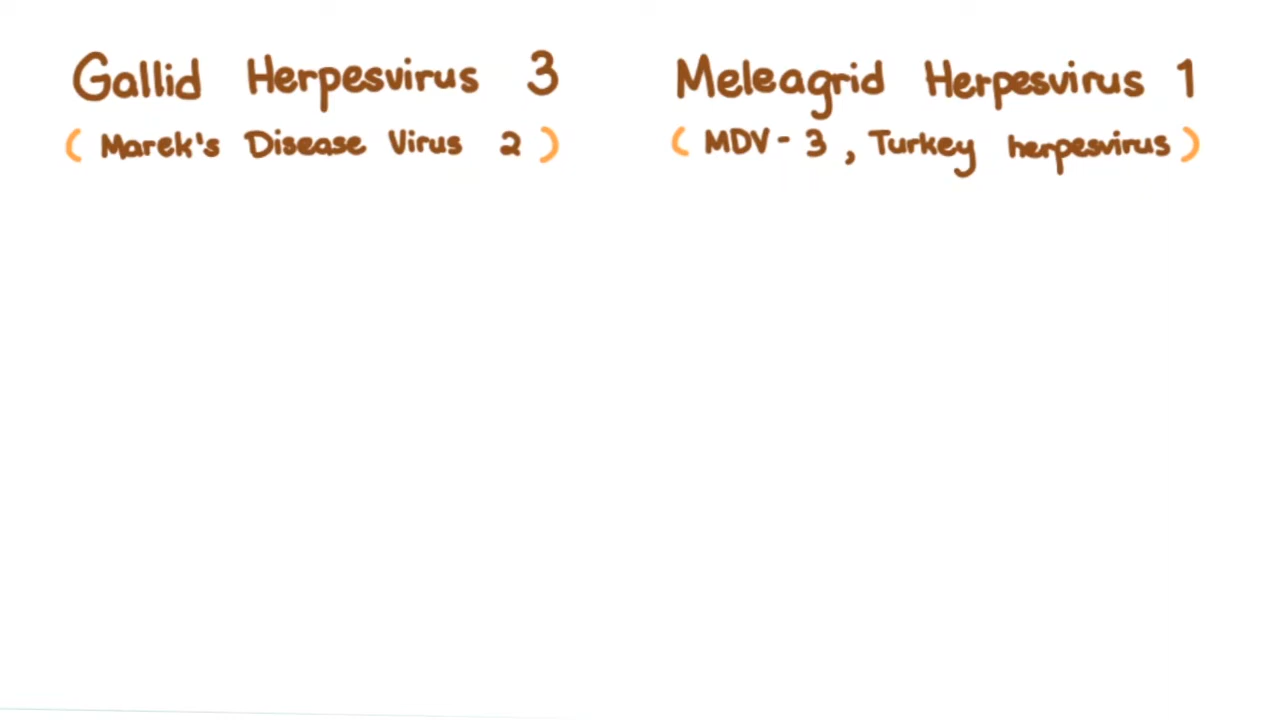 Gallid Herpesvirus 3
( Marek's Disease Virus 2 )
Meleagrid Herpesvirus 1
( MDV - 3 , Turkey herpesvirus )